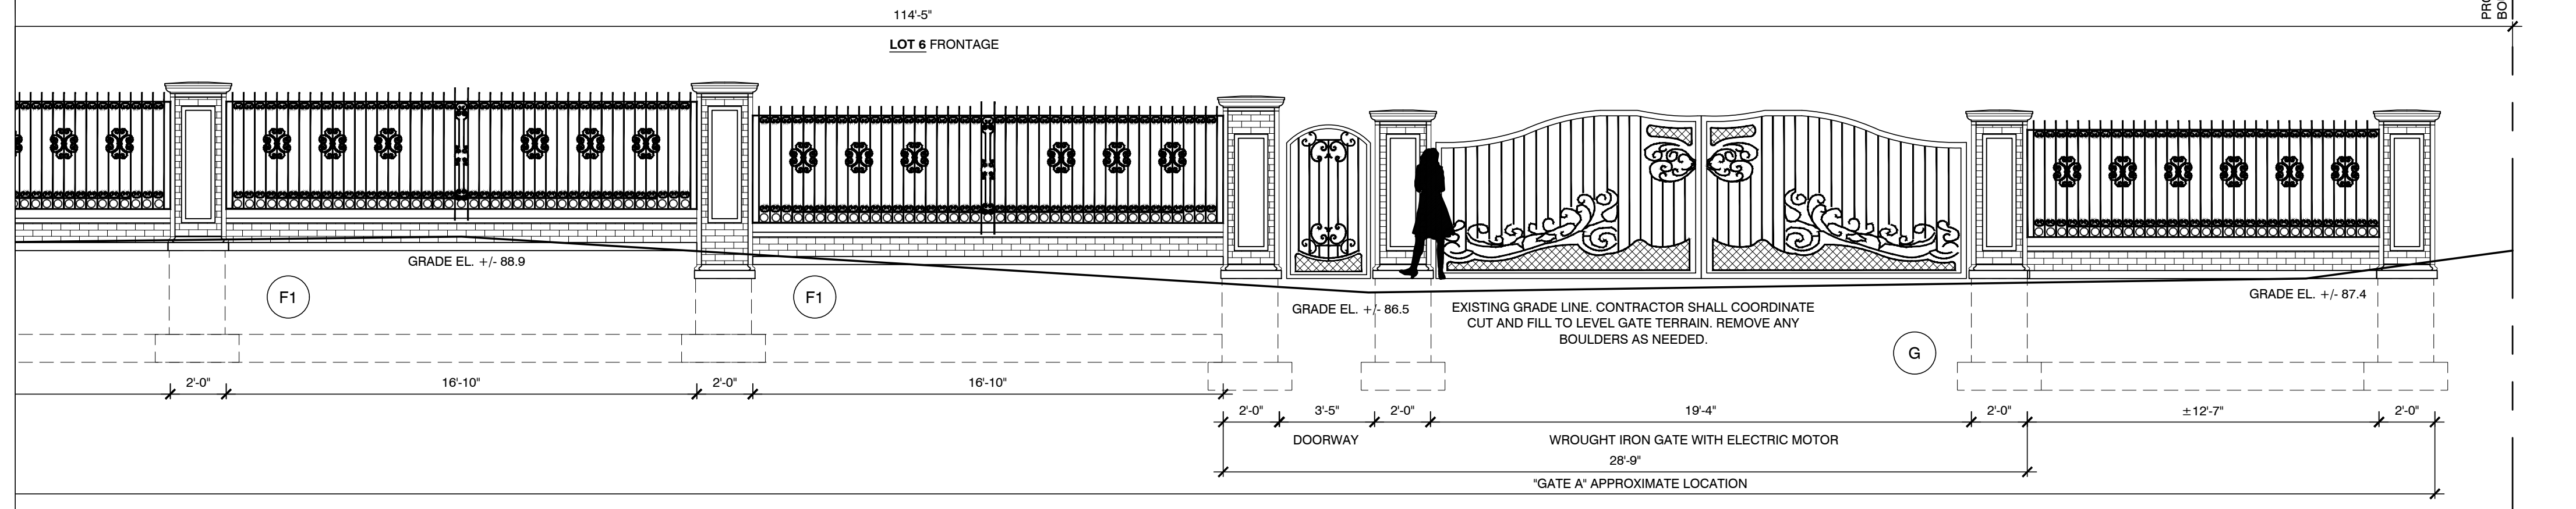 114'-5"
LOT 6 FRONTAGE
GRADE EL. +/- 88.9
F1
F1
GRADE EL. +/- 86.5
EXISTING GRADE LINE. CONTRACTOR SHALL COORDINATE
CUT AND FILL TO LEVEL GATE TERRAIN. REMOVE ANY
BOULDERS AS NEEDED.
G
GRADE EL. +/- 87.4
2'-0"
16'-10"
2'-0"
16'-10"
2'-0"
3'-5"
2'-0"
19'-4"
2'-0"
±12'-7"
2'-0"
DOORWAY
WROUGHT IRON GATE WITH ELECTRIC MOTOR
28'-9"
"GATE A" APPROXIMATE LOCATION